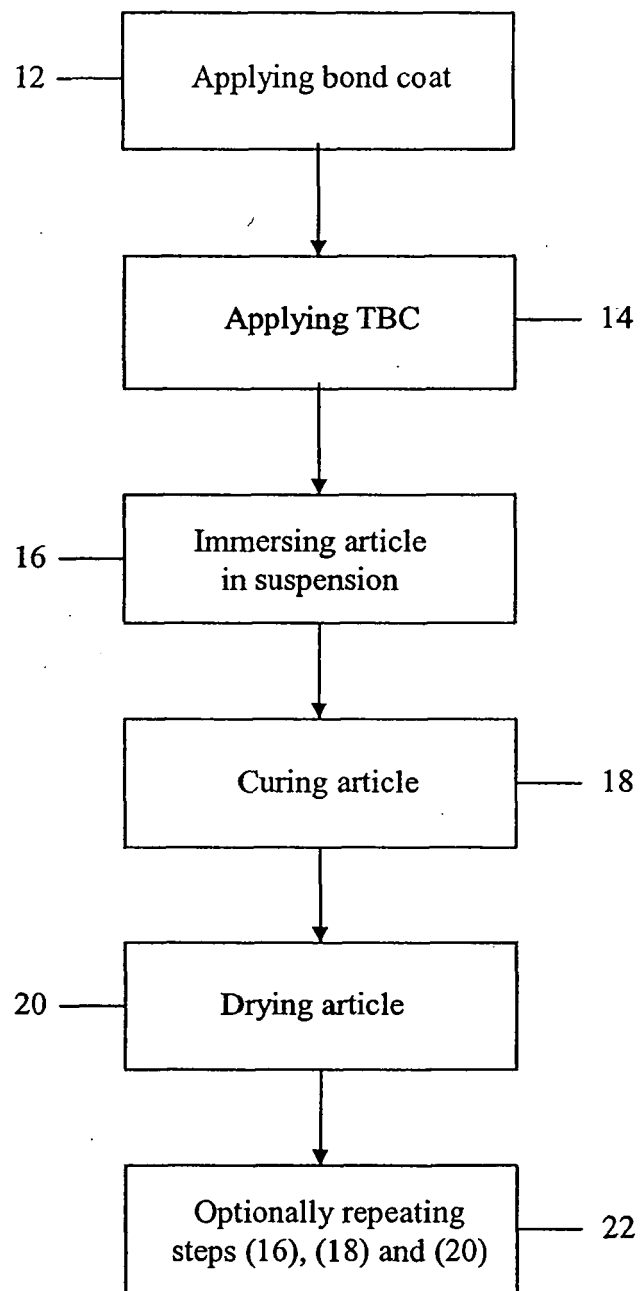 12
Applying bond coat
Applying TBC
14
16
Immersing article
in suspension
Curing article
18
20
Drying article
Optionally repeating
steps (16), (18) and (20)
22